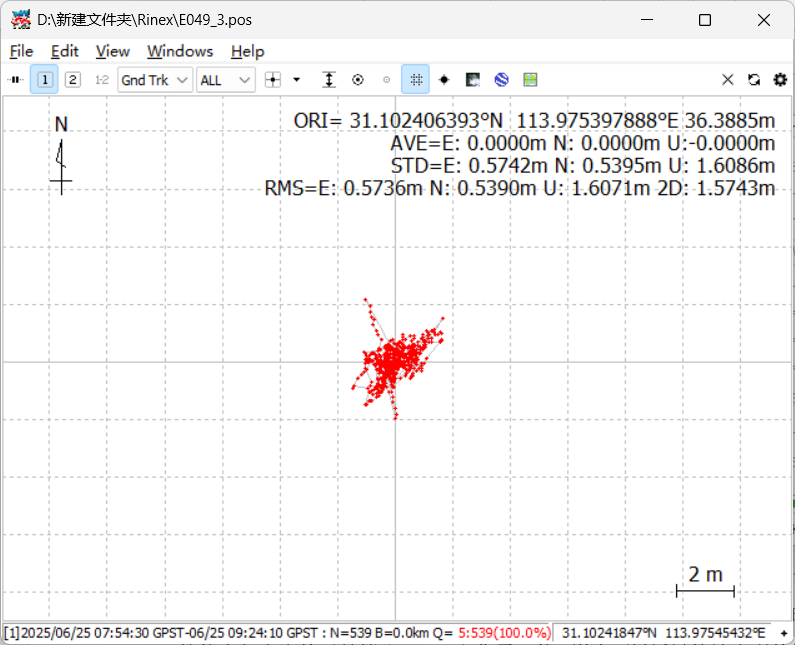 D:\新建文件夹\Rinex\E049_3.pos
File Edit View Windows Help
1 2 1-2 Gnd Trk ALL
N
ORI= 31.102406393°N 113.975397888°E 36.3885m
AVE=E: 0.0000m N: 0.0000m U:-0.0000m
STD=E: 0.5742m N: 0.5395m U: 1.6086m
RMS=E: 0.5736m N: 0.5390m U: 1.6071m 2D: 1.5743m
2 m
[1]2025/06/25 07:54:30 GPST-06/25 09:24:10 GPST : N=539 B=0.0km Q= 5:539(100.0%) 31.10241847°N 113.97545432°E